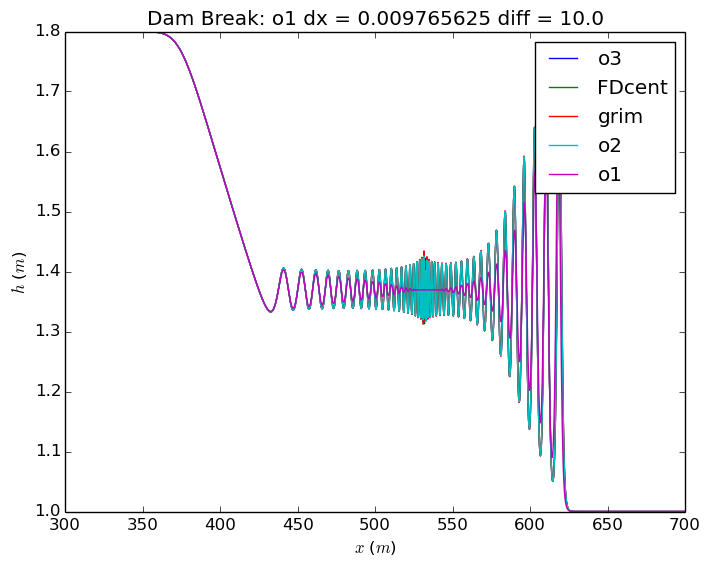 Dam Break: o1 dx = 0.009765625 diff = 10.0
1.8
1.7
1.6
1.5
1.4
1.3
1.2
1.1
1.0
h (m)
o3
FDcent
grim
o2
o1
300 350 400 450 500 550 600 650 700
x (m)